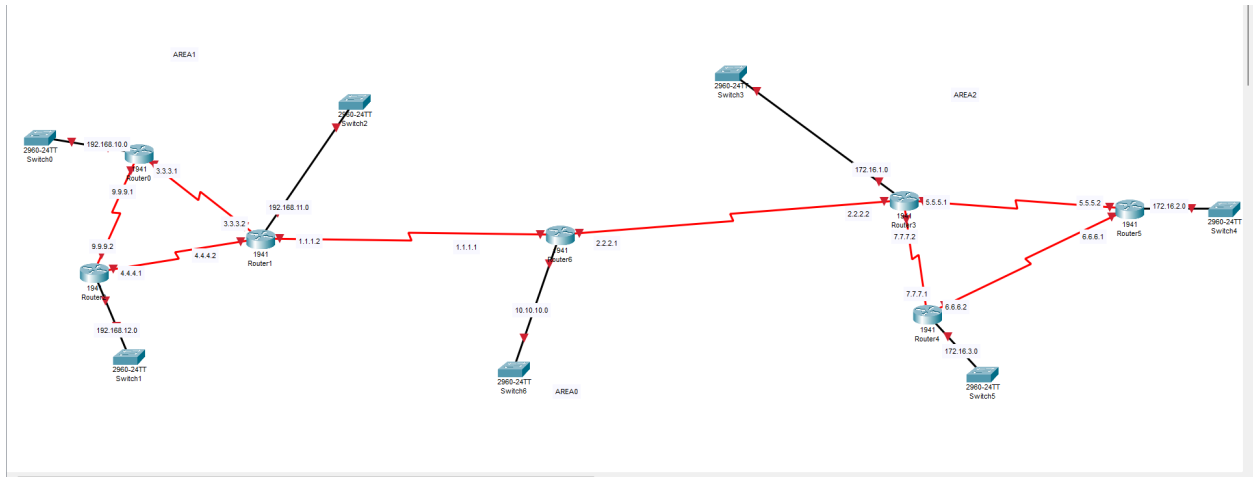 AREA1
2960-24TT
Switch0
192.168.10.0
1941
Router0
3.3.3.1
9.9.9.1
2960-24TT
Switch2
192.168.11.0
3.3.3.2
1941
Router1
1.1.1.2
9.9.9.2
4.4.4.1
4.4.4.2
192.168.12.0
2960-24TT
Switch1
1.1.1.1
1941
Router6
2.2.2.1
10.10.10.0
2960-24TT
Switch6
AREA0
2960-24TT
Switch3
AREA2
172.16.1.0
2.2.2.2
Router3
5.5.5.1
7.7.7.2
5.5.5.2
1941
Router5
172.16.2.0
2960-24TT
Switch4
6.6.6.1
7.7.7.1
6.6.6.2
1941
Router4
172.16.3.0
2960-24TT
Switch5